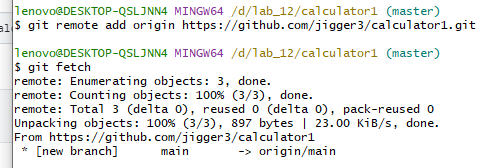 lenovo@DESKTOP-QSLJNN4 MINGW64 /d/lab_12/calculator1 (master)
$ git remote add origin https://github.com/jigger3/calculator1.git
lenovo@DESKTOP-QSLJNN4 MINGW64 /d/lab_12/calculator1 (master)
$ git fetch
remote: Enumerating objects: 3, done.
remote: Counting objects: 100% (3/3), done.
remote: Total 3 (delta 0), reused 0 (delta 0), pack-reused 0
Unpacking objects: 100% (3/3), 897 bytes | 23.00 KiB/s, done.
From https://github.com/jigger3/calculator1
 * [new branch]      main       -> origin/main